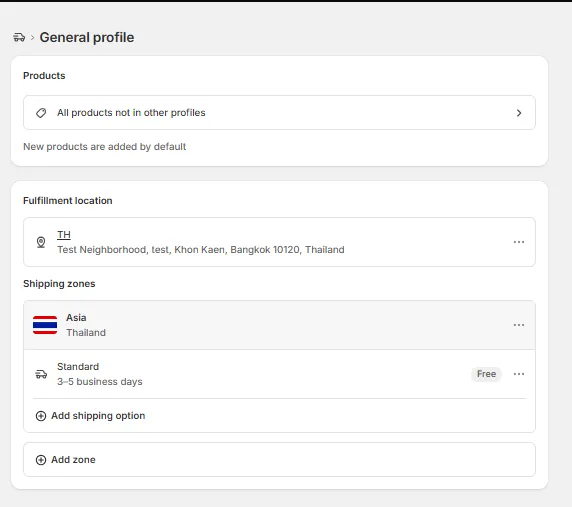 General profile
Products
All products not in other profiles
New products are added by default
Fulfillment location
TH
Test Neighborhood, test, Khon Kaen, Bangkok 10120, Thailand
Shipping zones
Asia
Thailand
Standard
3–5 business days
Free
Add shipping option
Add zone